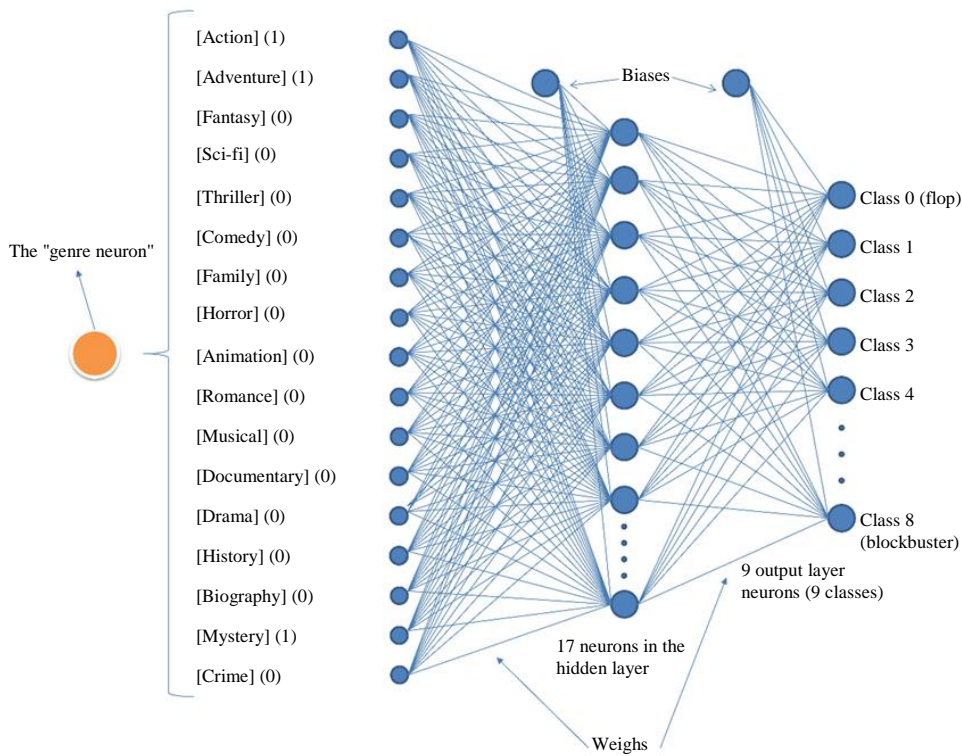 [Action] (1)
[Adventure] (1)
[Fantasy] (0)
[Sci-fi] (0)
[Thriller] (0)
[Comedy] (0)
[Family] (0)
[Horror] (0)
[Animation] (0)
[Romance] (0)
[Musical] (0)
[Documentary] (0)
[Drama] (0)
[History] (0)
[Biography] (0)
[Mystery] (1)
[Crime] (0)
The "genre neuron"
Biases
17 neurons in the
hidden layer
Class 0 (flop)
Class 1
Class 2
Class 3
Class 4
Class 8
(blockbuster)
9 output layer
neurons (9 classes)
Weighs